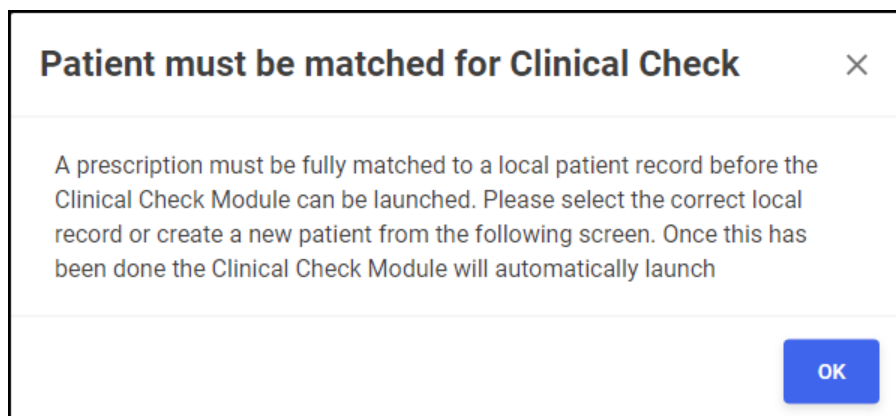 Patient must be matched for Clinical Check
A prescription must be fully matched to a local patient record before the
Clinical Check Module can be launched. Please select the correct local
record or create a new patient from the following screen. Once this has
been done the Clinical Check Module will automatically launch
OK